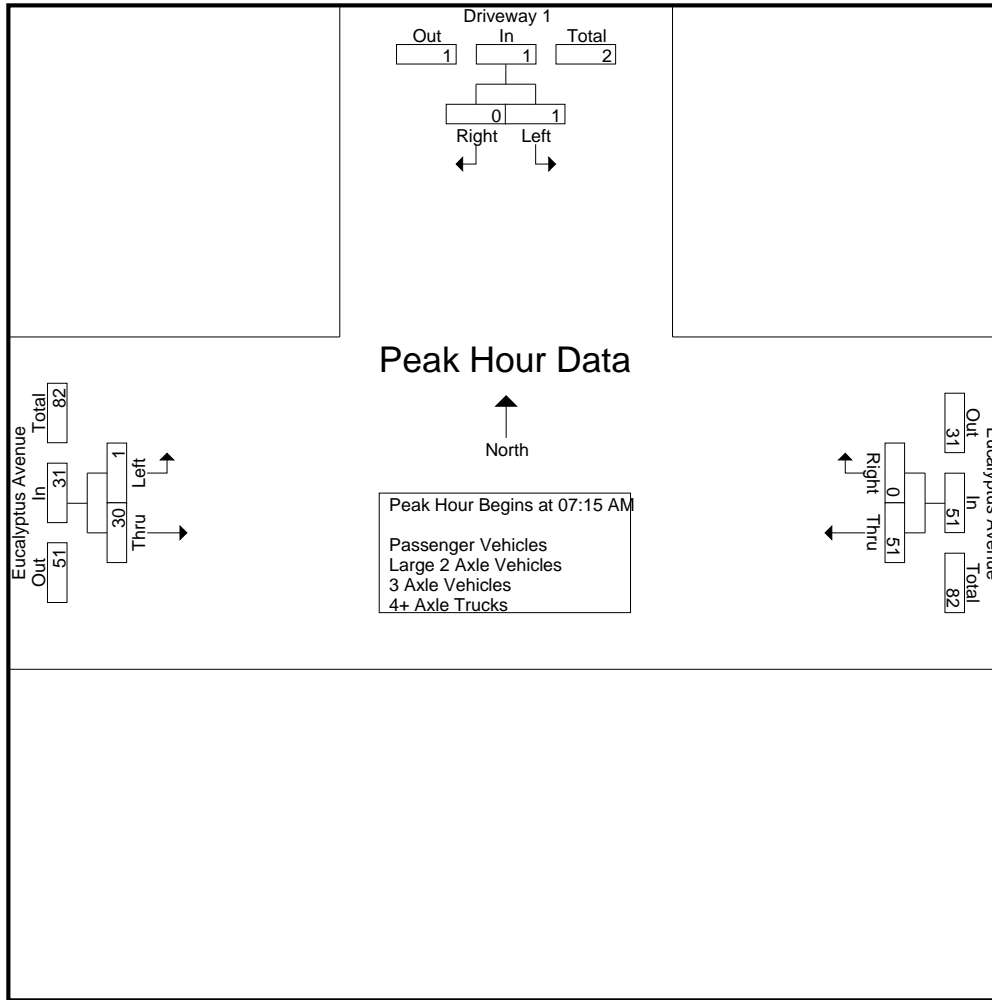 Driveway 1
Out In Total
1 1 2
0 1
Right Left
Peak Hour Data
North
Peak Hour Begins at 07:15 AM
Passenger Vehicles
Large 2 Axle Vehicles
3 Axle Vehicles
4+ Axle Trucks
Eucalyptus Avenue
Out In Total
51 31 82
30 1
Thru Left
Eucalyptus Avenue
Out In Total
31 51 82
0 51
Right Thru